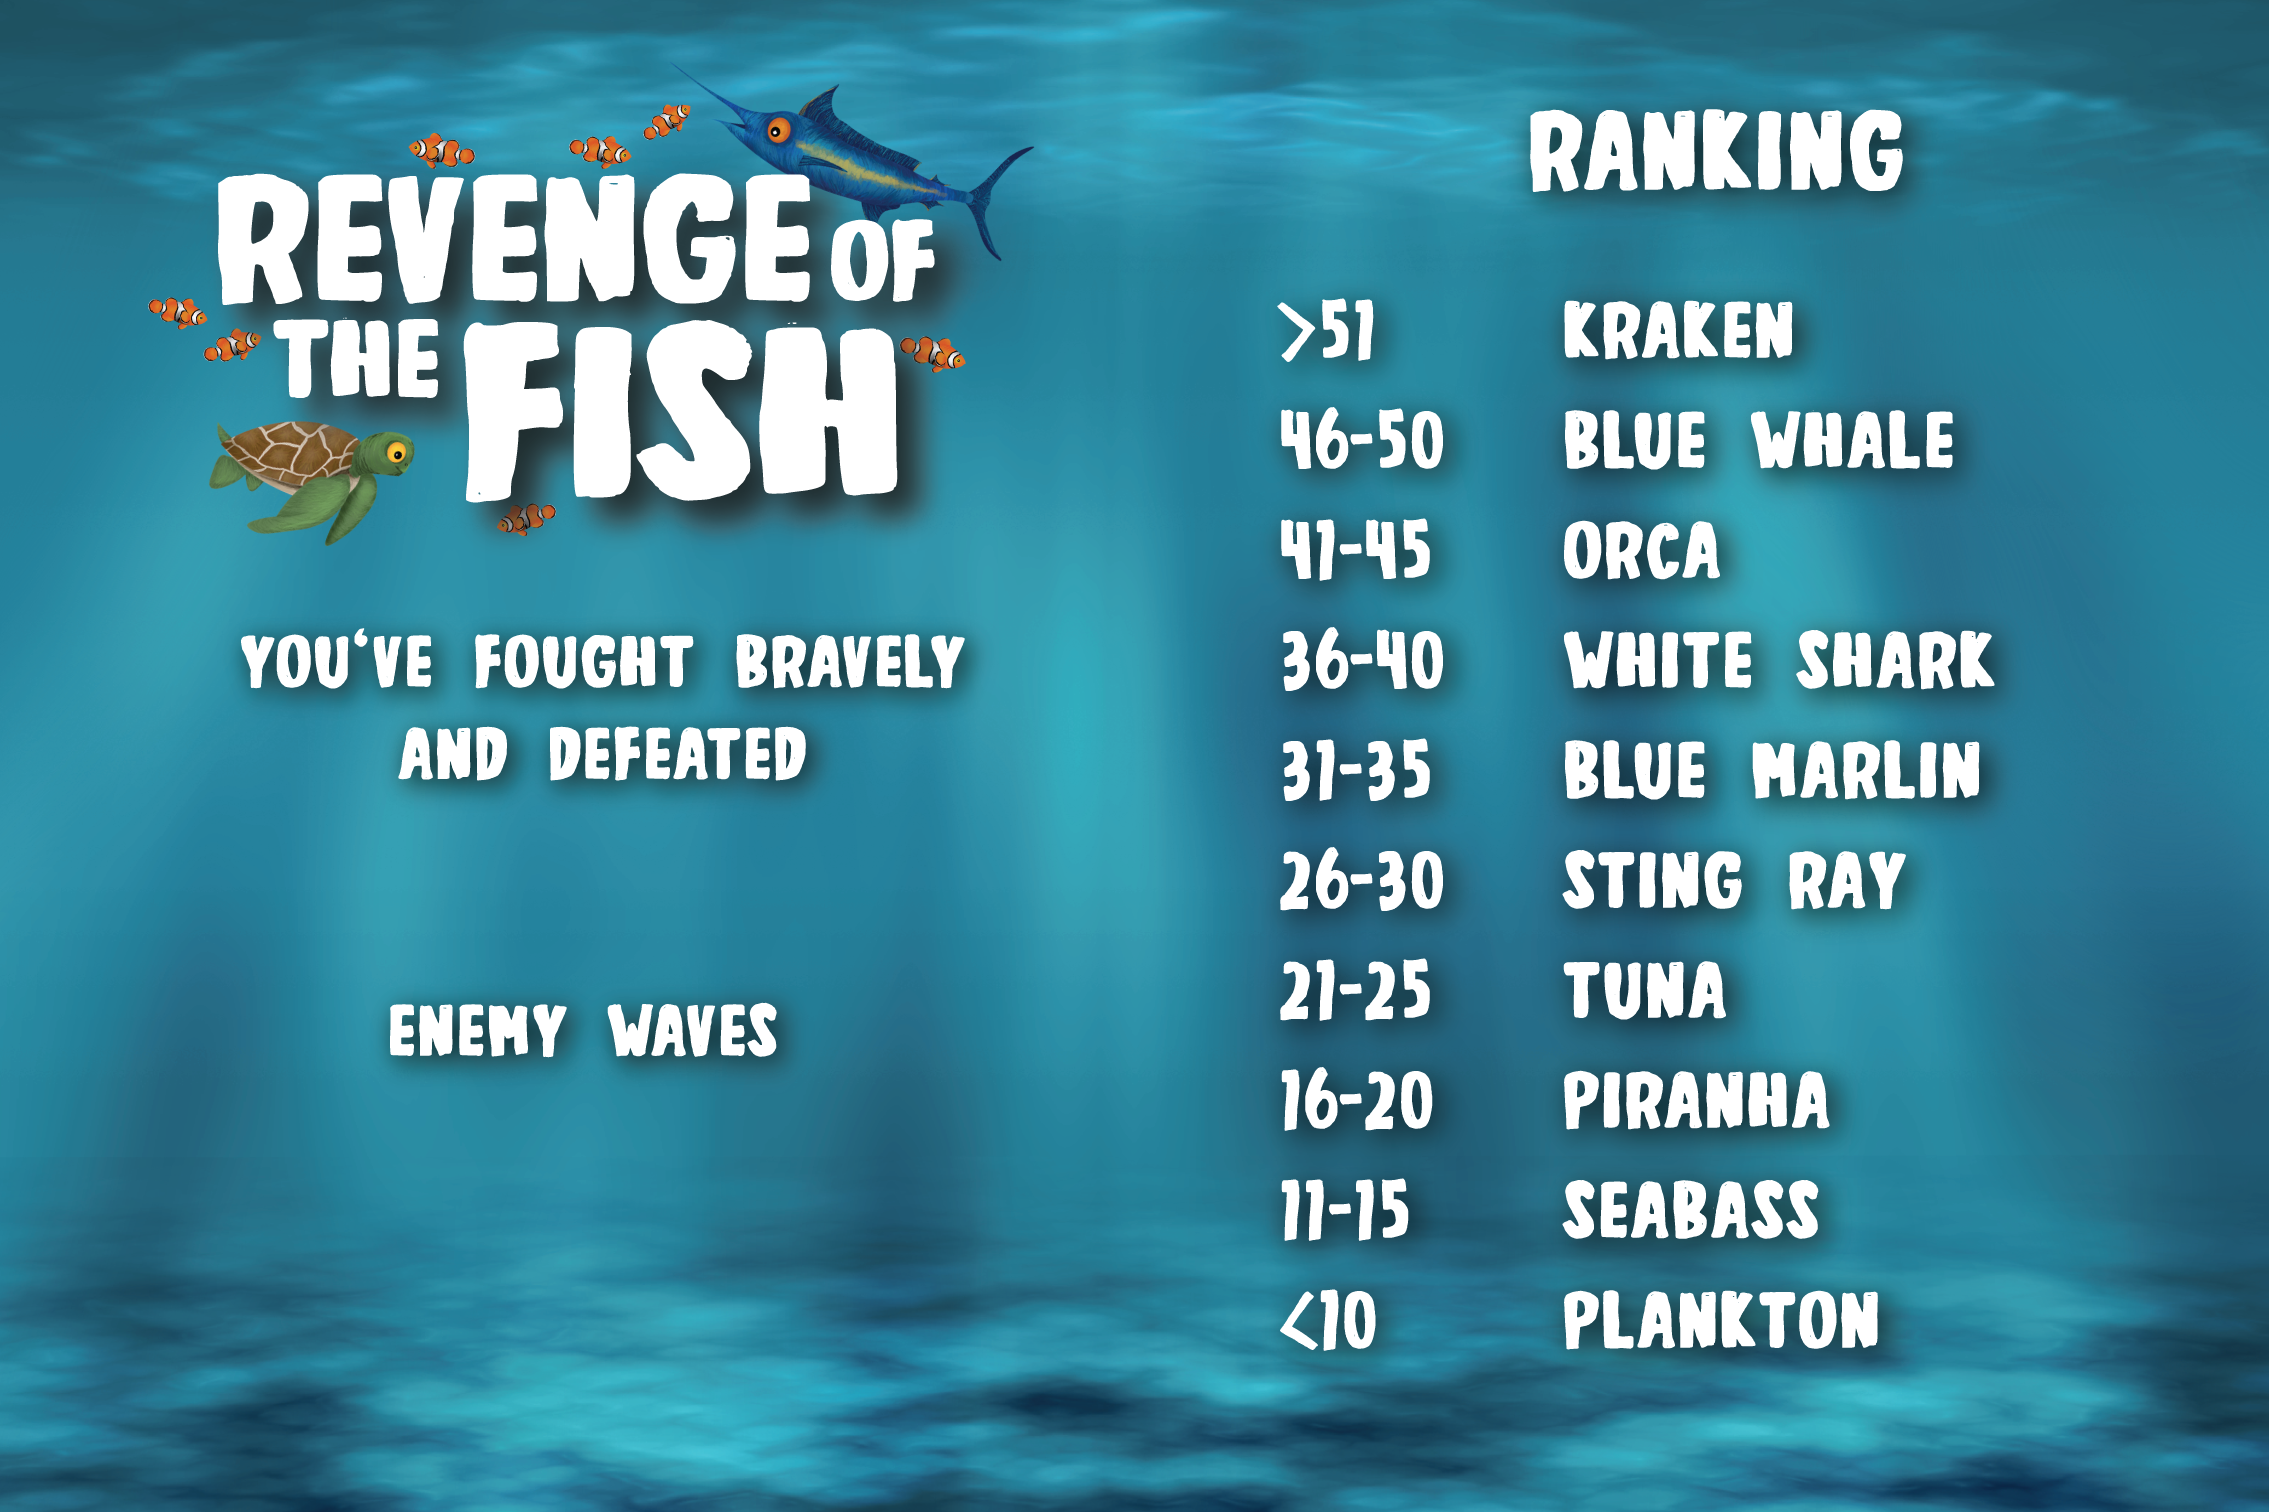 REVENGE OF
THE FISH
YOU‘VE FOUGHT BRAVELY
AND DEFEATED
ENEMY WAVES
RANKING
>51 KRAKEN
46-50 BLUE WHALE
41-45 ORCA
36-40 WHITE SHARK
31-35 BLUE MARLIN
26-30 STING RAY
21-25 TUNA
16-20 PIRANHA
11-15 SEABASS
<10 PLANKTON